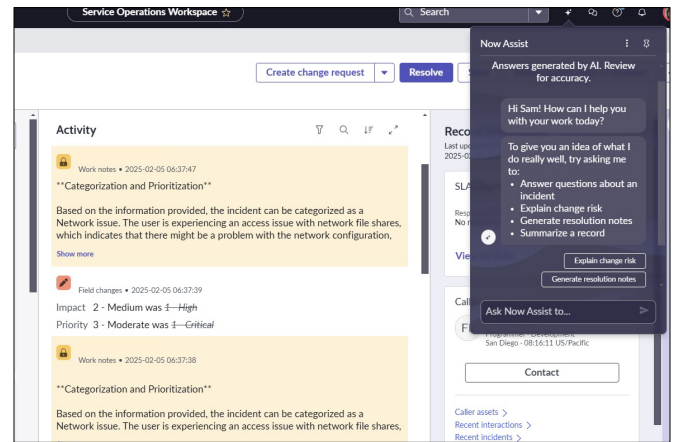 Service Operations Workspace ☆
Search
Create change request
Resolve
Activity
Work notes • 2025-02-05 06:37:47
**Categorization and Prioritization**
Based on the information provided, the incident can be categorized as a
Network issue. The user is experiencing an access issue with network file shares,
which indicates that there might be a problem with the network configuration,
Show more
Field changes • 2025-02-05 06:37:39
Impact 2 - Medium was 1 - High
Priority 3 - Moderate was 1 - Critical
Work notes • 2025-02-05 06:37:38
**Categorization and Prioritization**
Based on the information provided, the incident can be categorized as a
Network issue. The user is experiencing an access issue with network file shares,
Now Assist
Answers generated by AI. Review
for accuracy.
Hi Sam! How can I help you
with your work today?
To give you an idea of what I
do really well, try asking me
to:
• Answer questions about an
incident
• Explain change risk
• Generate resolution notes
• Summarize a record
Explain change risk
Generate resolution notes
Ask Now Assist to...
Programmer - Development
San Diego · 08:16:11 US/Pacific
Contact
Caller assets >
Recent interactions >
Recent incidents >